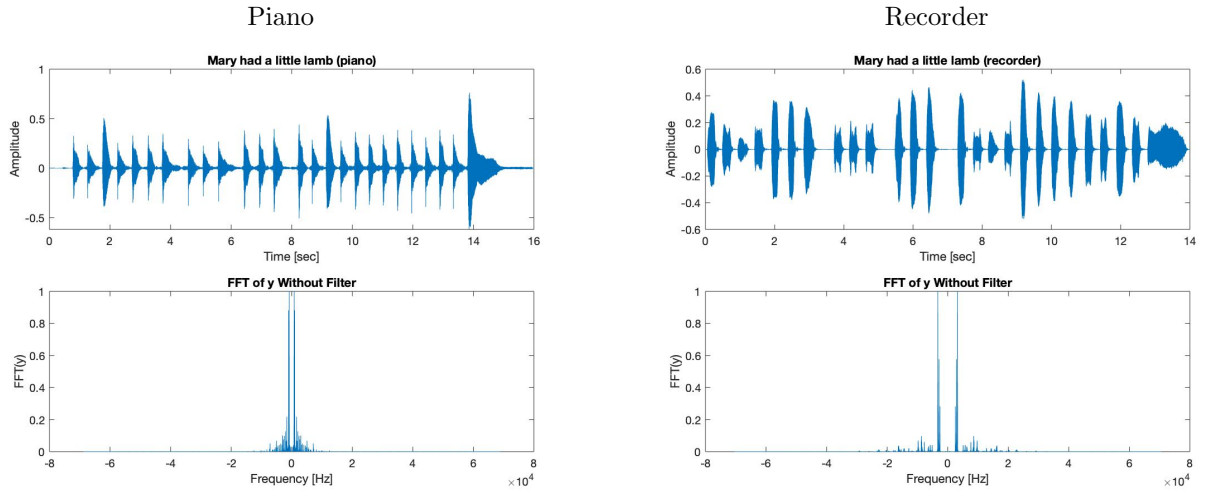 Piano
Mary had a little lamb (piano)
1
0.5
0
-0.5
Amplitude
0 2 4 6 8 10 12 14 16
Time [sec]
FFT of y Without Filter
1
0.8
0.6
0.4
0.2
0
FFT(y)
-8 -6 -4 -2 0 2 4 6 8
Frequency [Hz]
×10⁴
Recorder
Mary had a little lamb (recorder)
0.6
0.4
0.2
0
-0.2
-0.4
-0.6
Amplitude
0 2 4 6 8 10 12 14
Time [sec]
FFT of y Without Filter
1
0.8
0.6
0.4
0.2
0
FFT(y)
-8 -6 -4 -2 0 2 4 6 8
Frequency [Hz]
×10⁴